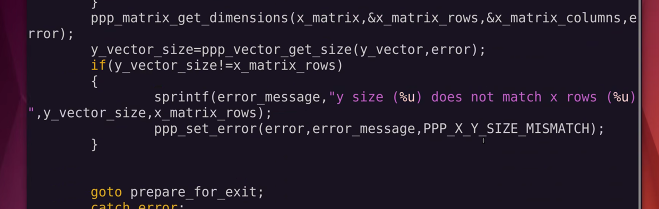 }
ppp_matrix_get_dimensions(x_matrix,&x_matrix_rows,&x_matrix_columns,e
rror);
y_vector_size=ppp_vector_get_size(y_vector,error);
if(y_vector_size!=x_matrix_rows)
{
sprintf(error_message,"y size (%u) does not match x rows (%u)
",y_vector_size,x_matrix_rows);
ppp_set_error(error,error_message,PPP_X_Y_SIZE_MISMATCH);
}
goto prepare_for_exit;
catch_error: